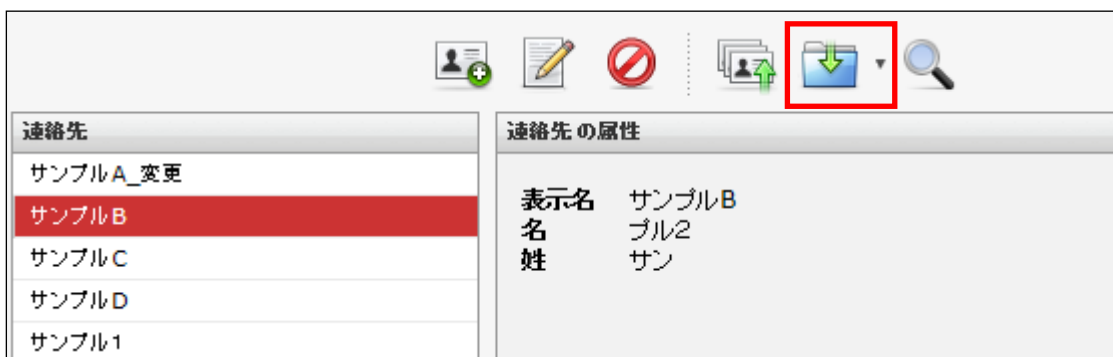 連絡先
サンプルA_変更
サンプルB
サンプルC
サンプルD
サンプル1
連絡先の属性
表示名 サンプルB
名 プル2
姓 サン